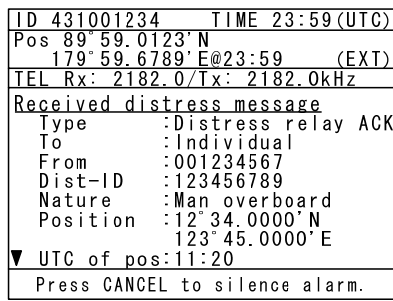 ID 431001234 TIME 23:59(UTC)
Pos 89°59.0123'N
179°59.6789'E@23:59 (EXT)
TEL Rx: 2182.0/Tx: 2182.0kHz
Received distress message
Type :Distress relay ACK
To :Individual
From :001234567
Dist-ID :123456789
Nature :Man overboard
Position :12°34.0000'N
123°45.0000'E
▼ UTC of pos:11:20
Press CANCEL to silence alarm.